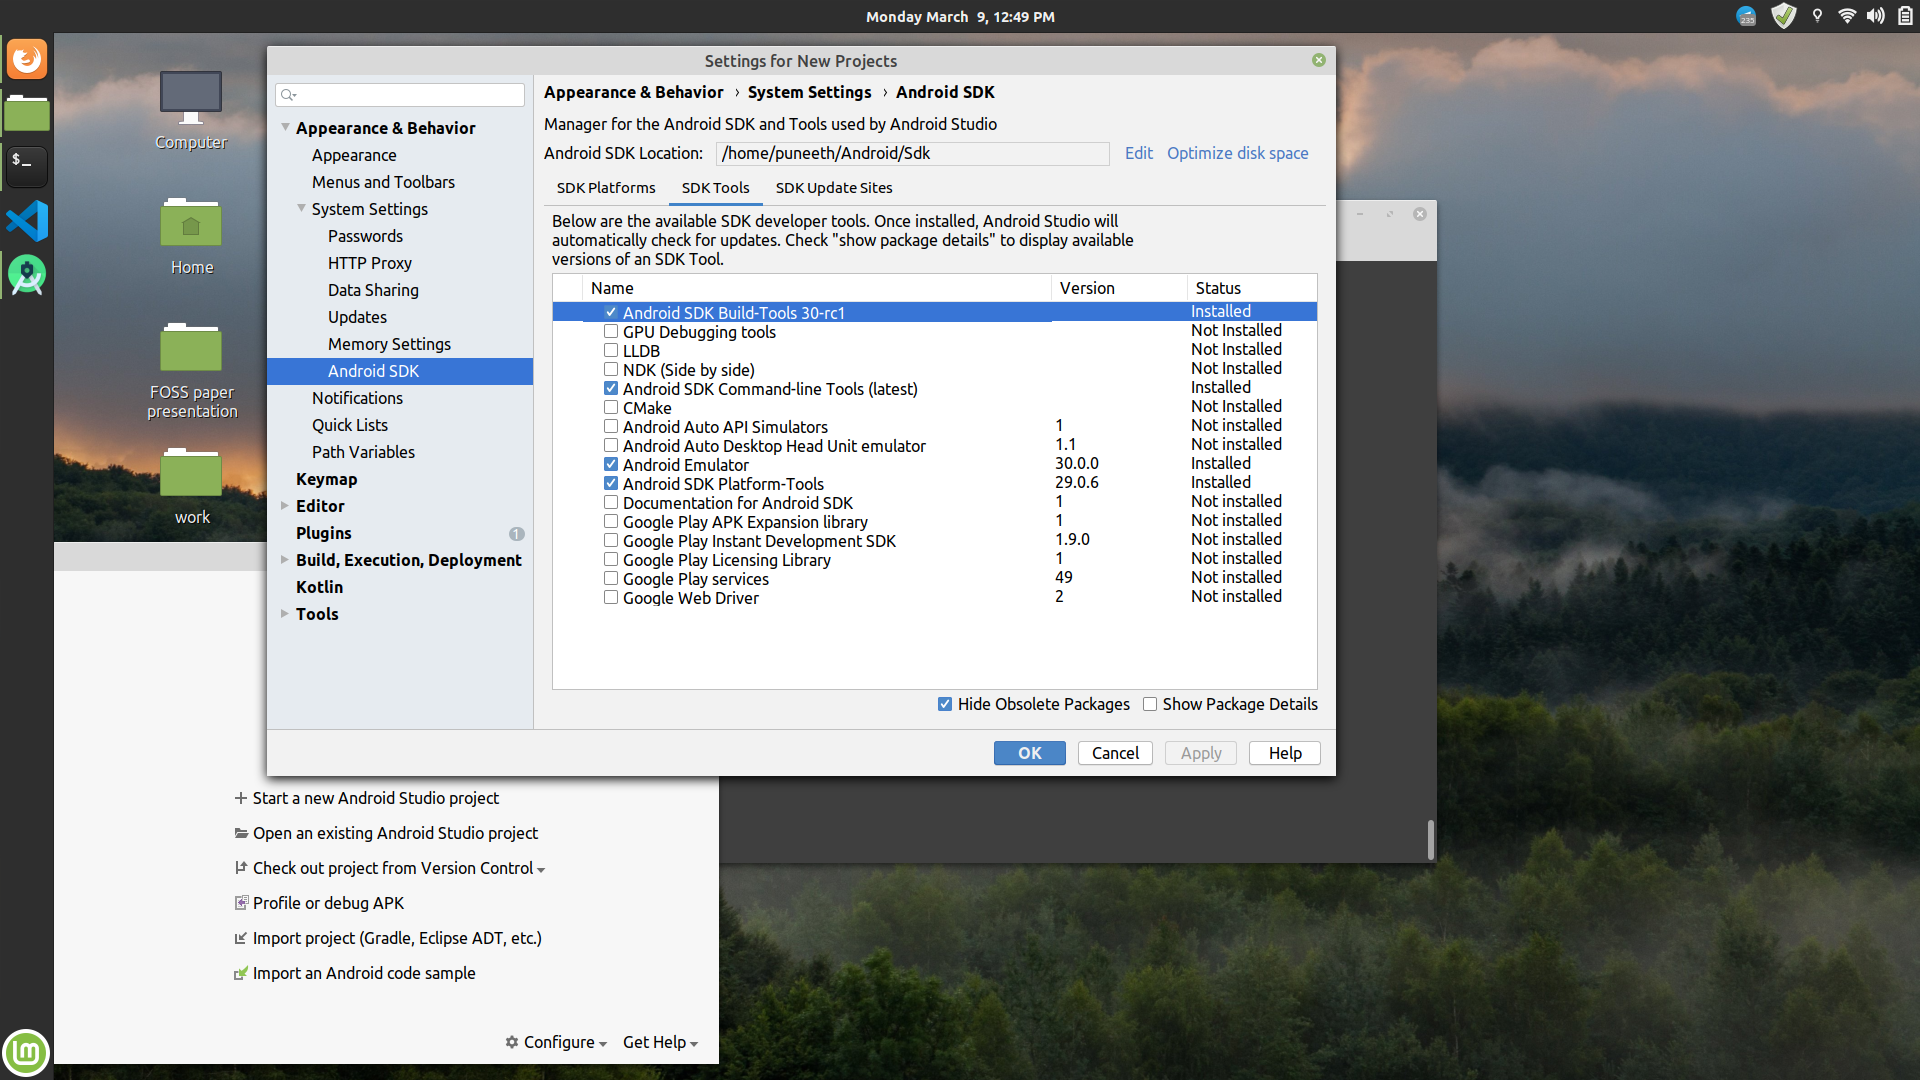 Monday March  9, 12:49 PM
235
Computer
Home
FOSS paper
presentation
work
$_
Settings for New Projects
Appearance & Behavior
Appearance
Menus and Toolbars
System Settings
Passwords
HTTP Proxy
Data Sharing
Updates
Memory Settings
Android SDK
Notifications
Quick Lists
Path Variables
Keymap
Editor
Plugins 1
Build, Execution, Deployment
Kotlin
Tools
Appearance & Behavior › System Settings › Android SDK
Manager for the Android SDK and Tools used by Android Studio
Android SDK Location: /home/puneeth/Android/Sdk Edit Optimize disk space
SDK Platforms SDK Tools SDK Update Sites
Below are the available SDK developer tools. Once installed, Android Studio will
automatically check for updates. Check "show package details" to display available
versions of an SDK Tool.
Name Version Status
Android SDK Build-Tools 30-rc1 Installed
GPU Debugging tools Not Installed
LLDB Not Installed
NDK (Side by side) Not Installed
Android SDK Command-line Tools (latest) Installed
CMake Not Installed
Android Auto API Simulators 1 Not installed
Android Auto Desktop Head Unit emulator 1.1 Not installed
Android Emulator 30.0.0 Installed
Android SDK Platform-Tools 29.0.6 Installed
Documentation for Android SDK 1 Not installed
Google Play APK Expansion library 1 Not installed
Google Play Instant Development SDK 1.9.0 Not installed
Google Play Licensing Library 1 Not installed
Google Play services 49 Not installed
Google Web Driver 2 Not installed
Hide Obsolete Packages Show Package Details
OK Cancel Apply Help
Start a new Android Studio project
Open an existing Android Studio project
Check out project from Version Control
Profile or debug APK
Import project (Gradle, Eclipse ADT, etc.)
Import an Android code sample
Configure Get Help